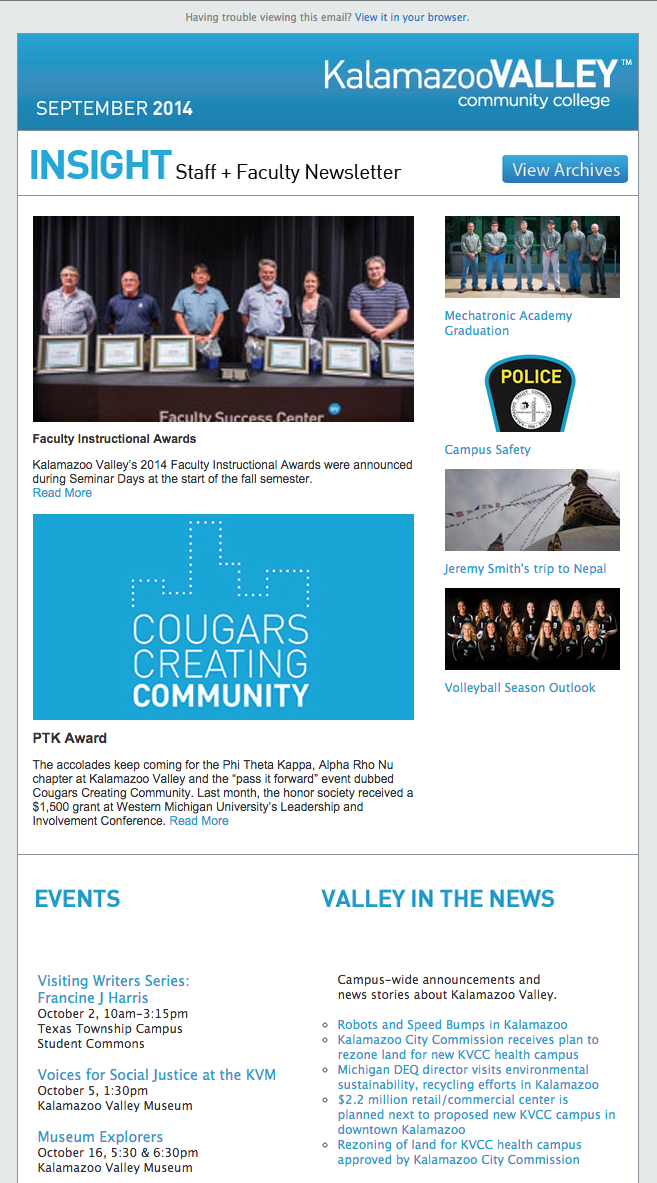 Having trouble viewing this email? View it in your browser.
KalamazooVALLEY™
community college
SEPTEMBER 2014
INSIGHT Staff + Faculty Newsletter
View Archives
Faculty Success Center
Faculty Instructional Awards
Kalamazoo Valley's 2014 Faculty Instructional Awards were announced
during Seminar Days at the start of the fall semester.
Read More
COUGARS
CREATING
COMMUNITY
PTK Award
The accolades keep coming for the Phi Theta Kappa, Alpha Rho Nu
chapter at Kalamazoo Valley and the “pass it forward” event dubbed
Cougars Creating Community. Last month, the honor society received a
$1,500 grant at Western Michigan University's Leadership and
Involvement Conference. Read More
Mechatronic Academy
Graduation
POLICE
Campus Safety
Jeremy Smith's trip to Nepal
Volleyball Season Outlook
EVENTS
Visiting Writers Series:
Francine J Harris
October 2, 10am-3:15pm
Texas Township Campus
Student Commons
Voices for Social Justice at the KVM
October 5, 1:30pm
Kalamazoo Valley Museum
Museum Explorers
October 16, 5:30 & 6:30pm
Kalamazoo Valley Museum
VALLEY IN THE NEWS
Campus-wide announcements and
news stories about Kalamazoo Valley.
Robots and Speed Bumps in Kalamazoo
Kalamazoo City Commission receives plan to
rezone land for new KVCC health campus
Michigan DEQ director visits environmental
sustainability, recycling efforts in Kalamazoo
$2.2 million retail/commercial center is
planned next to proposed new KVCC campus in
downtown Kalamazoo
Rezoning of land for KVCC health campus
approved by Kalamazoo City Commission